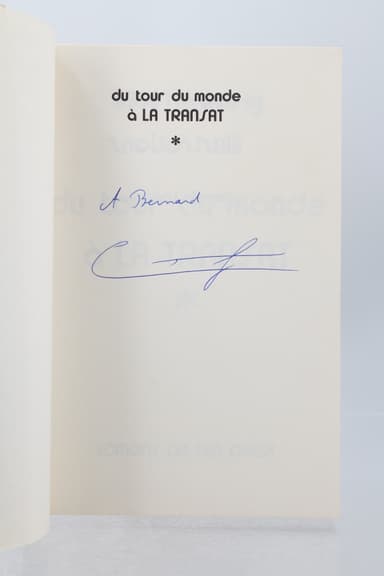 du tour du monde
à LA TRANSAT
*
A Bernard